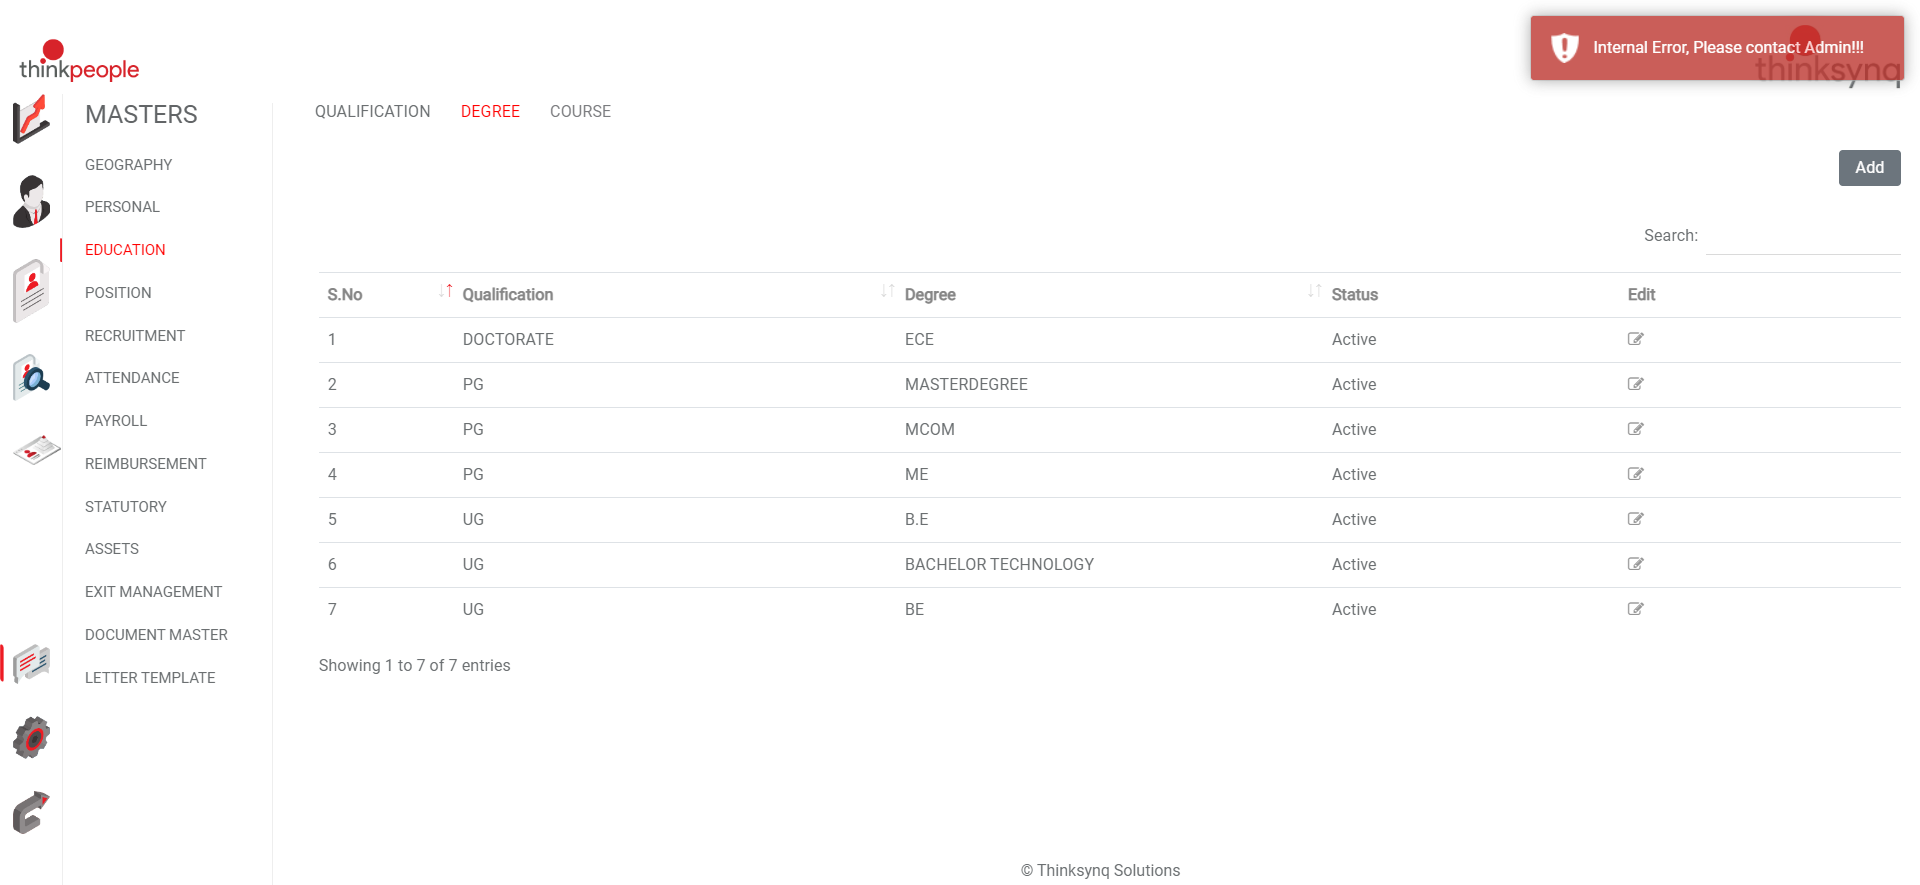 thinkpeople
Internal Error, Please contact Admin!!!
thinksynq
MASTERS
GEOGRAPHY
PERSONAL
EDUCATION
POSITION
RECRUITMENT
ATTENDANCE
PAYROLL
REIMBURSEMENT
STATUTORY
ASSETS
EXIT MANAGEMENT
DOCUMENT MASTER
LETTER TEMPLATE
QUALIFICATION DEGREE COURSE
Add
Search:
S.No Qualification Degree Status Edit
1 DOCTORATE ECE Active
2 PG MASTERDEGREE Active
3 PG MCOM Active
4 PG ME Active
5 UG B.E Active
6 UG BACHELOR TECHNOLOGY Active
7 UG BE Active
Showing 1 to 7 of 7 entries
© Thinksynq Solutions